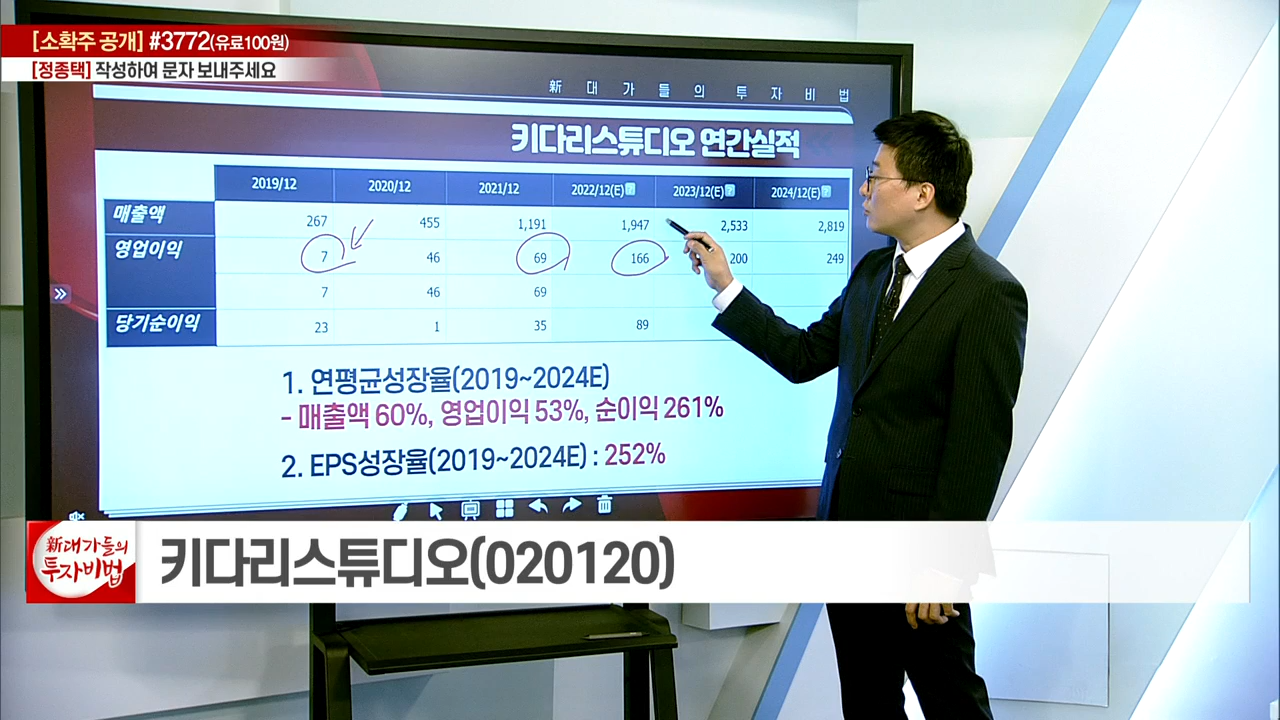 [소확주 공개] #3772(유료100원)
[정종택] 작성하여 문자 보내주세요
新 대 가 들 의 투 자 비 법
키다리스튜디오 연간실적
2019/12 2020/12 2021/12 2022/12(E) 2023/12(E) 2024/12(E)
매출액 267 455 1,191 1,947 2,533 2,819
영업이익 7 46 69 166 200 249
7 46 69
당기순이익 23 1 35 89
1. 연평균성장율(2019~2024E)
- 매출액 60%, 영업이익 53%, 순이익 261%
2. EPS성장율(2019~2024E) : 252%
新대가들의
투자비법
키다리스튜디오(020120)